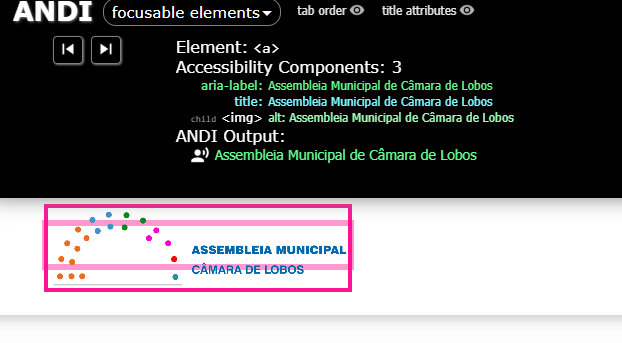 ANDI focusable elements tab order title attributes
Element: <a>
Accessibility Components: 3
aria-label: Assembleia Municipal de Câmara de Lobos
title: Assembleia Municipal de Câmara de Lobos
child <img> alt: Assembleia Municipal de Câmara de Lobos
ANDI Output:
Assembleia Municipal de Câmara de Lobos
ASSEMBLEIA MUNICIPAL
CÂMARA DE LOBOS